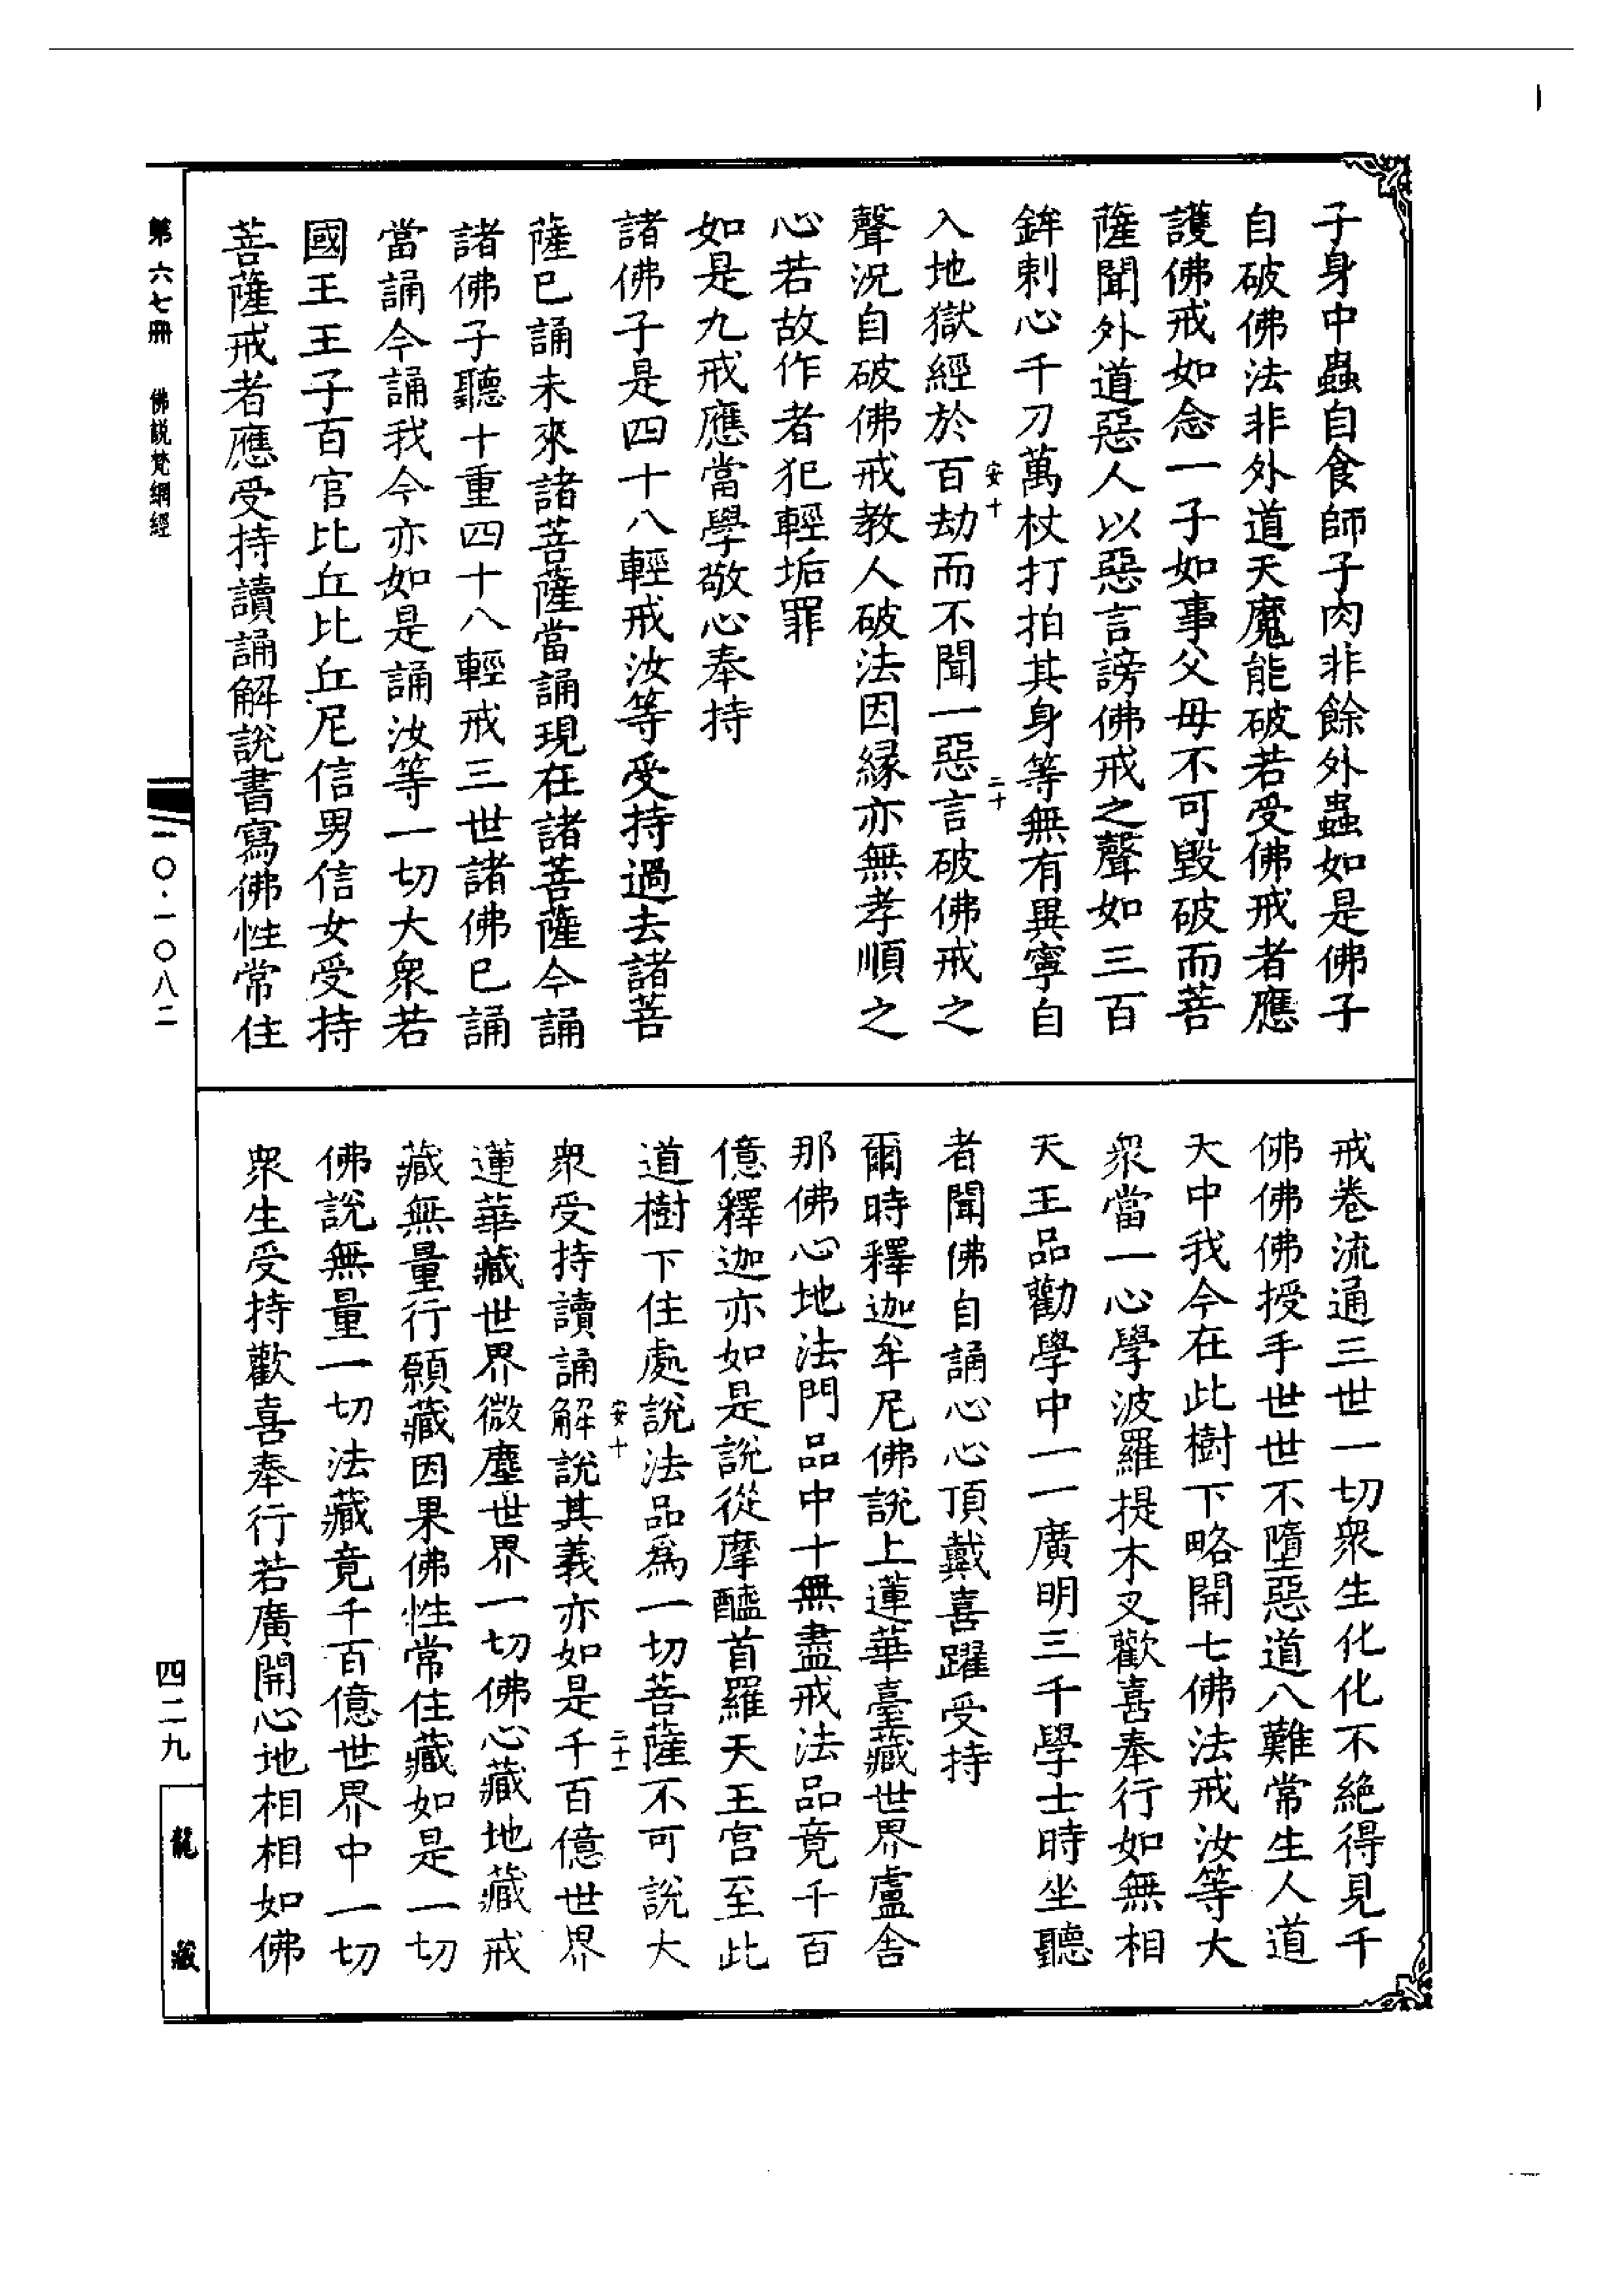 子身中蟲自食師子肉非餘外蟲如是佛子
自破佛法非外道天魔能破若受佛戒者應
護佛戒如念一子如事父母不可毀破而菩
薩聞外道惡人以惡言謗佛戒之聲如三百
鉾刺心千刀萬杖打拍其身等無有異寧自
入地獄經於百劫而不聞一惡言破佛戒之
安十
二十
聲況自破佛戒教人破法因緣亦無孝順之
心若故作者犯輕垢罪
如是九戒應當學敬心奉持
諸佛子是四十八輕戒汝等受持過去諸菩
薩已誦未來諸菩薩當誦現在諸菩薩今誦
諸佛子聽十重四十八輕戒三世諸佛已誦
當誦今誦我今亦如是誦汝等一切大衆若
國王王子百官比丘比丘尼信男信女受持
菩薩戒者應受持讀誦解說書寫佛性常住
戒卷流通三世一切衆生化化不絕得見千
佛佛佛授手世世不墮惡道八難常生人道
天中我今在此樹下略開七佛法戒汝等大
衆當一心學波羅提木叉歡喜奉行如無相
天王品勸學中一一廣明三千學士時坐聽
者聞佛自誦心心頂戴喜躍受持
爾時釋迦牟尼佛說上蓮華臺藏世界盧舍
那佛心地法門品中十無盡戒法品竟千百
億釋迦亦如是說從摩醯首羅天王宫至此
道樹下住處說法品爲一切菩薩不可說大
安十
二十一
衆受持讀誦解說其義亦如是千百億世界
蓮華藏世界微塵世界一切佛心藏地藏戒
藏無量行願藏因果佛性常住藏如是一切
佛說無量一切法藏竟千百億世界中一切
衆生受持歡喜奉行若廣開心地相相如佛
第六七冊 佛説梵網經
二〇·一〇八二
四二九
龍藏